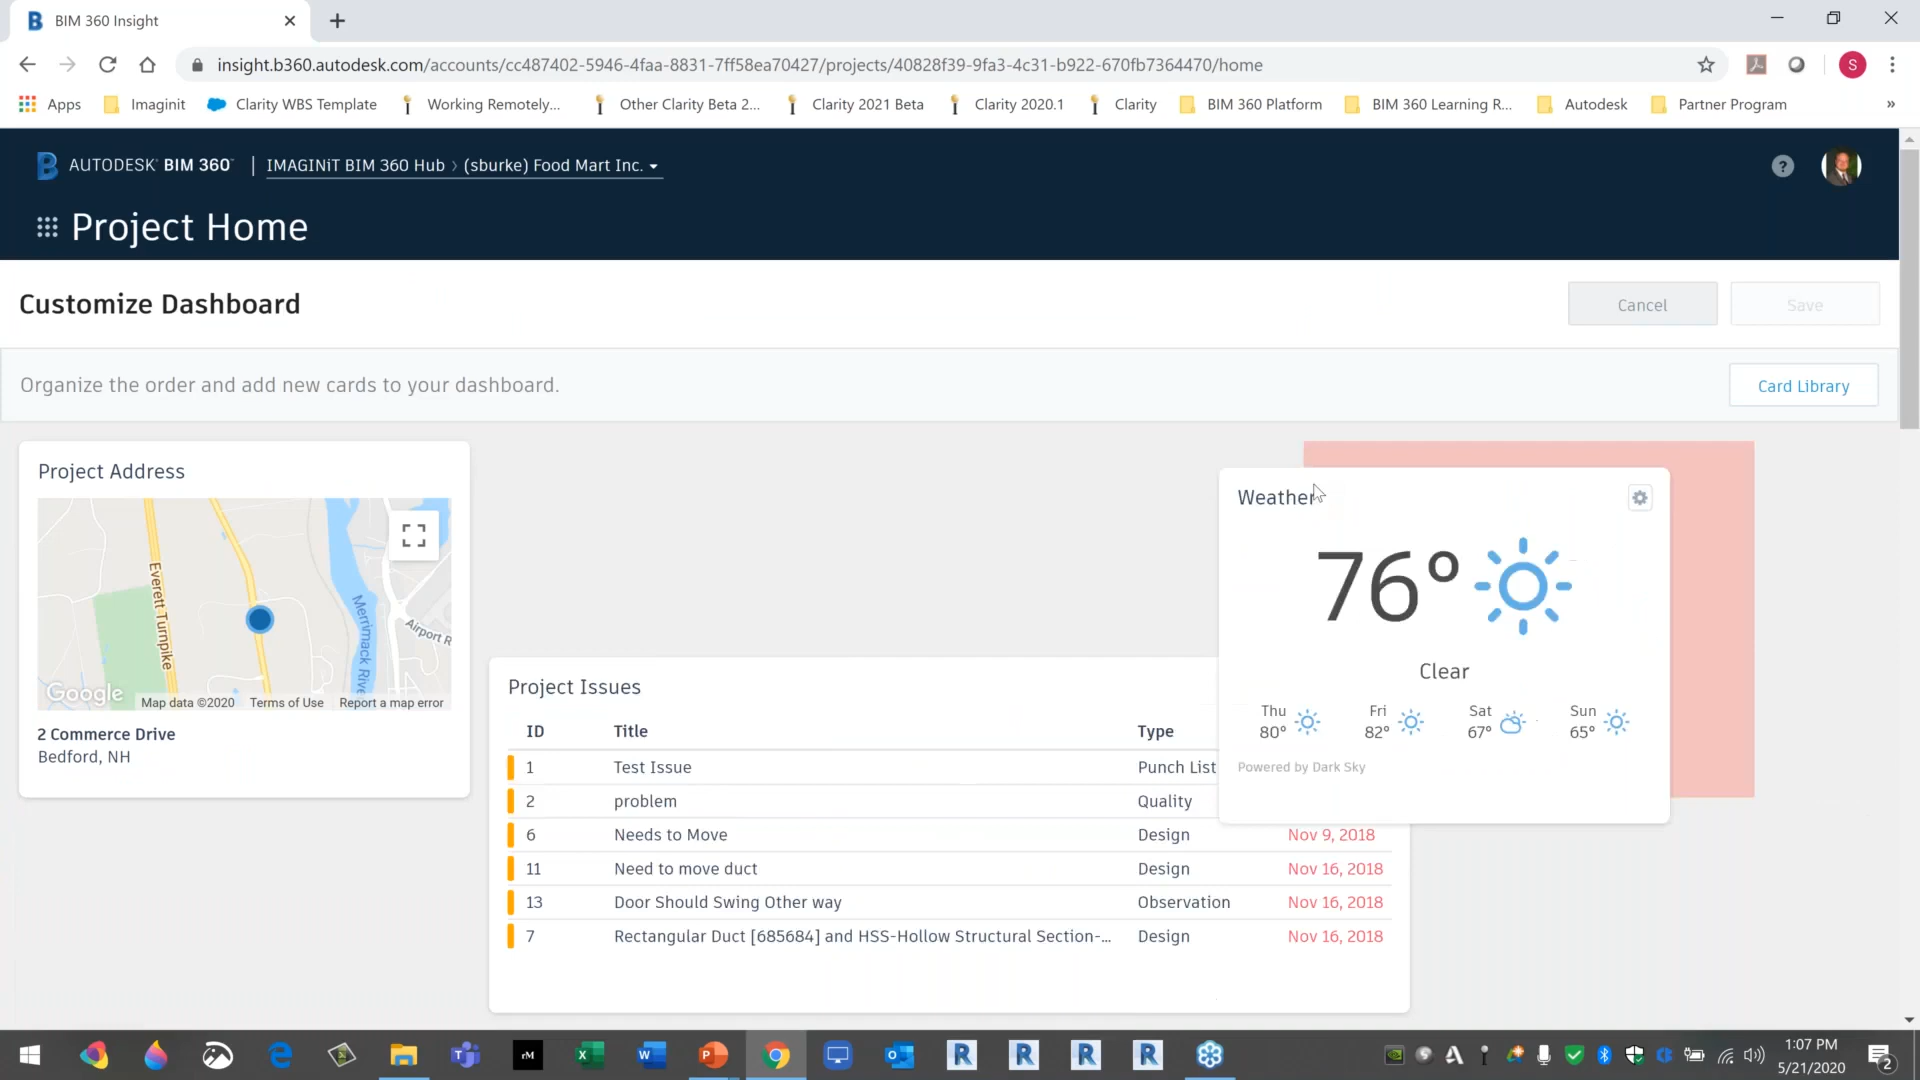 BIM 360 Insight
insight.b360.autodesk.com/accounts/cc487402-5946-4faa-8831-7ff58ea70427/projects/40828f39-9fa3-4c31-b922-670fb7364470/home
S
Apps Imaginit Clarity WBS Template Working Remotely... Other Clarity Beta 2... Clarity 2021 Beta Clarity 2020.1 Clarity BIM 360 Platform BIM 360 Learning R... Autodesk Partner Program »
AUTODESK BIM 360 | IMAGINiT BIM 360 Hub > (sburke) Food Mart Inc.
Project Home
Customize Dashboard
Cancel
Save
Organize the order and add new cards to your dashboard.
Card Library
Project Address
Everett Turnpike
Merrimack Rive
Airport R
Google
Map data ©2020 Terms of Use Report a map error
2 Commerce Drive
Bedford, NH
Weather
76°
Clear
Thu Fri Sat Sun
80° 82° 67° 65°
Powered by Dark Sky
Project Issues
ID Title Type
1 Test Issue Punch List
2 problem Quality
6 Needs to Move Design Nov 9, 2018
11 Need to move duct Design Nov 16, 2018
13 Door Should Swing Other way Observation Nov 16, 2018
7 Rectangular Duct [685684] and HSS-Hollow Structural Section-... Design Nov 16, 2018
1:07 PM
5/21/2020
2